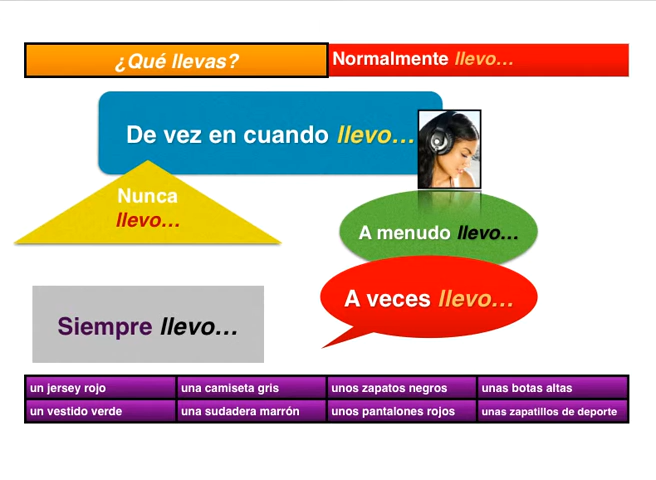 ¿Qué llevas?
Normalmente llevo…
De vez en cuando llevo…
Nunca
llevo…
A menudo llevo…
A veces llevo…
Siempre llevo…
un jersey rojo
una camiseta gris
unos zapatos negros
unas botas altas
un vestido verde
una sudadera marrón
unos pantalones rojos
unas zapatillos de deporte